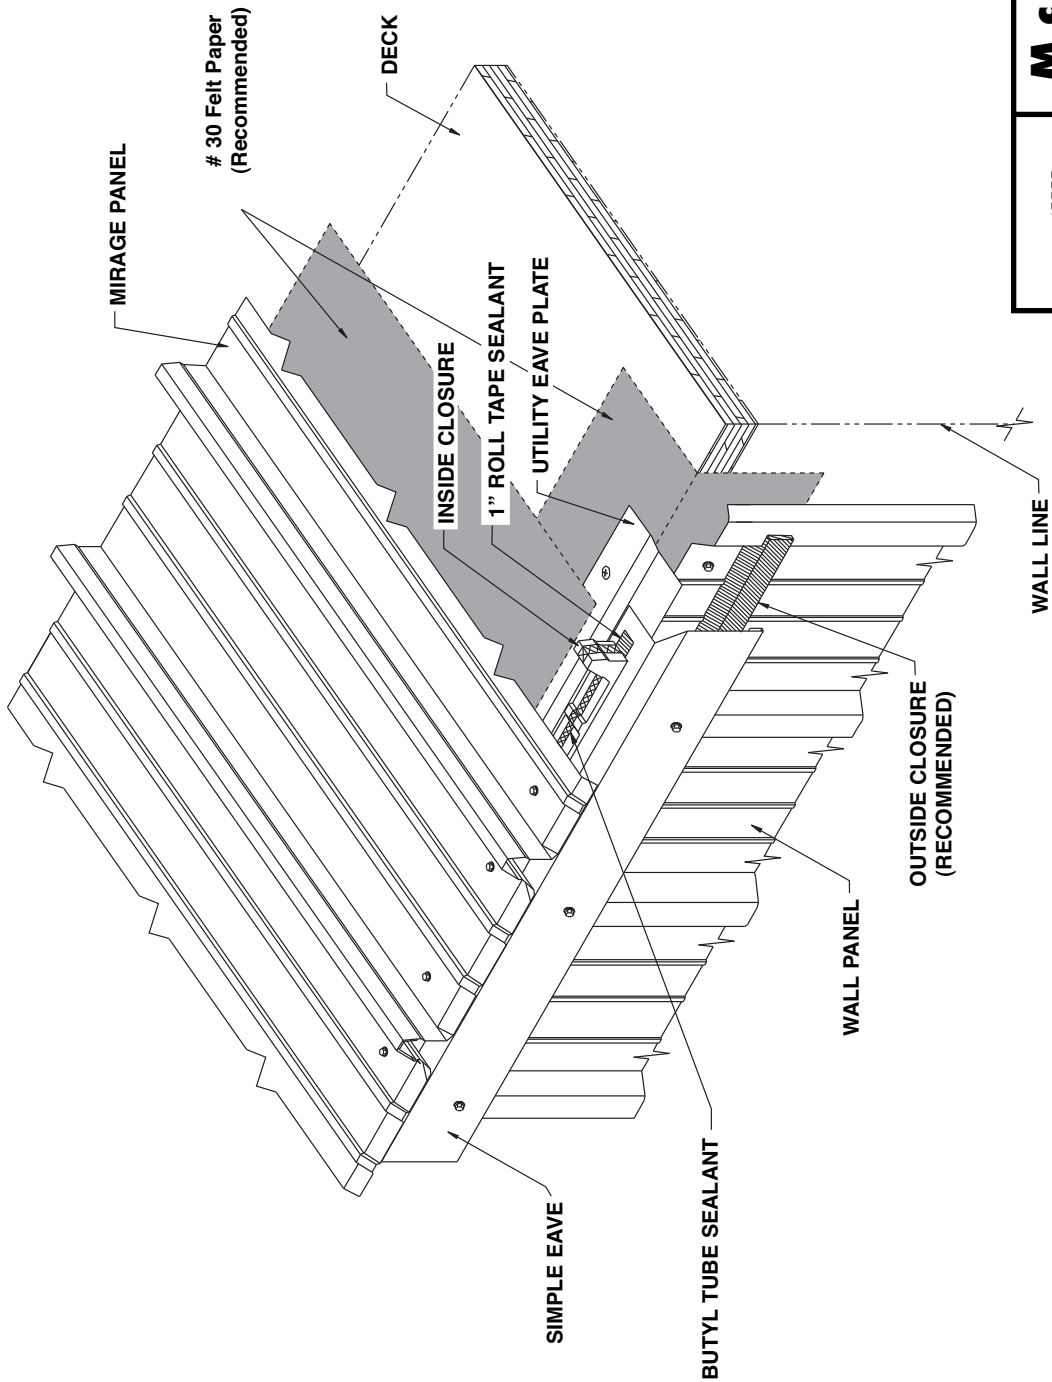 MIRAGE PANEL
# 30 Felt Paper
(Recommended)
DECK
INSIDE CLOSURE
1” ROLL TAPE SEALANT
UTILITY EAVE PLATE
SIMPLE EAVE
BUTYL TUBE SEALANT
WALL PANEL
OUTSIDE CLOSURE
(RECOMMENDED)
WALL LINE